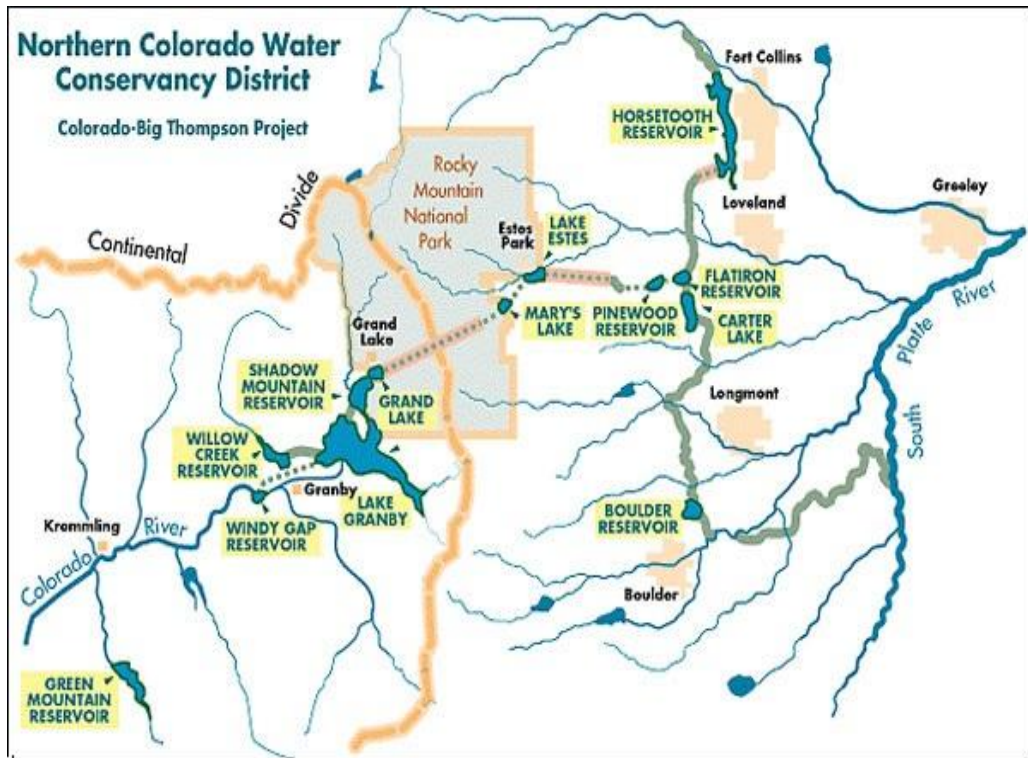 Northern Colorado Water
Conservancy District
Colorado-Big Thompson Project
Fort Collins
HORSETOOTH
RESERVOIR
Rocky
Mountain
National
Park
Loveland
Greeley
Continental
Divide
Estes
Park
LAKE
ESTES
FLATIRON
RESERVOIR
MARY'S
LAKE
PINEWOOD
RESERVOIR
CARTER
LAKE
Platte
River
South
Grand
Lake
SHADOW
MOUNTAIN
RESERVOIR
GRAND
LAKE
Longmont
WILLOW
CREEK
RESERVOIR
Granby
LAKE
GRANBY
WINDY GAP
RESERVOIR
BOULDER
RESERVOIR
Kremmling
Colorado
River
Boulder
GREEN
MOUNTAIN
RESERVOIR